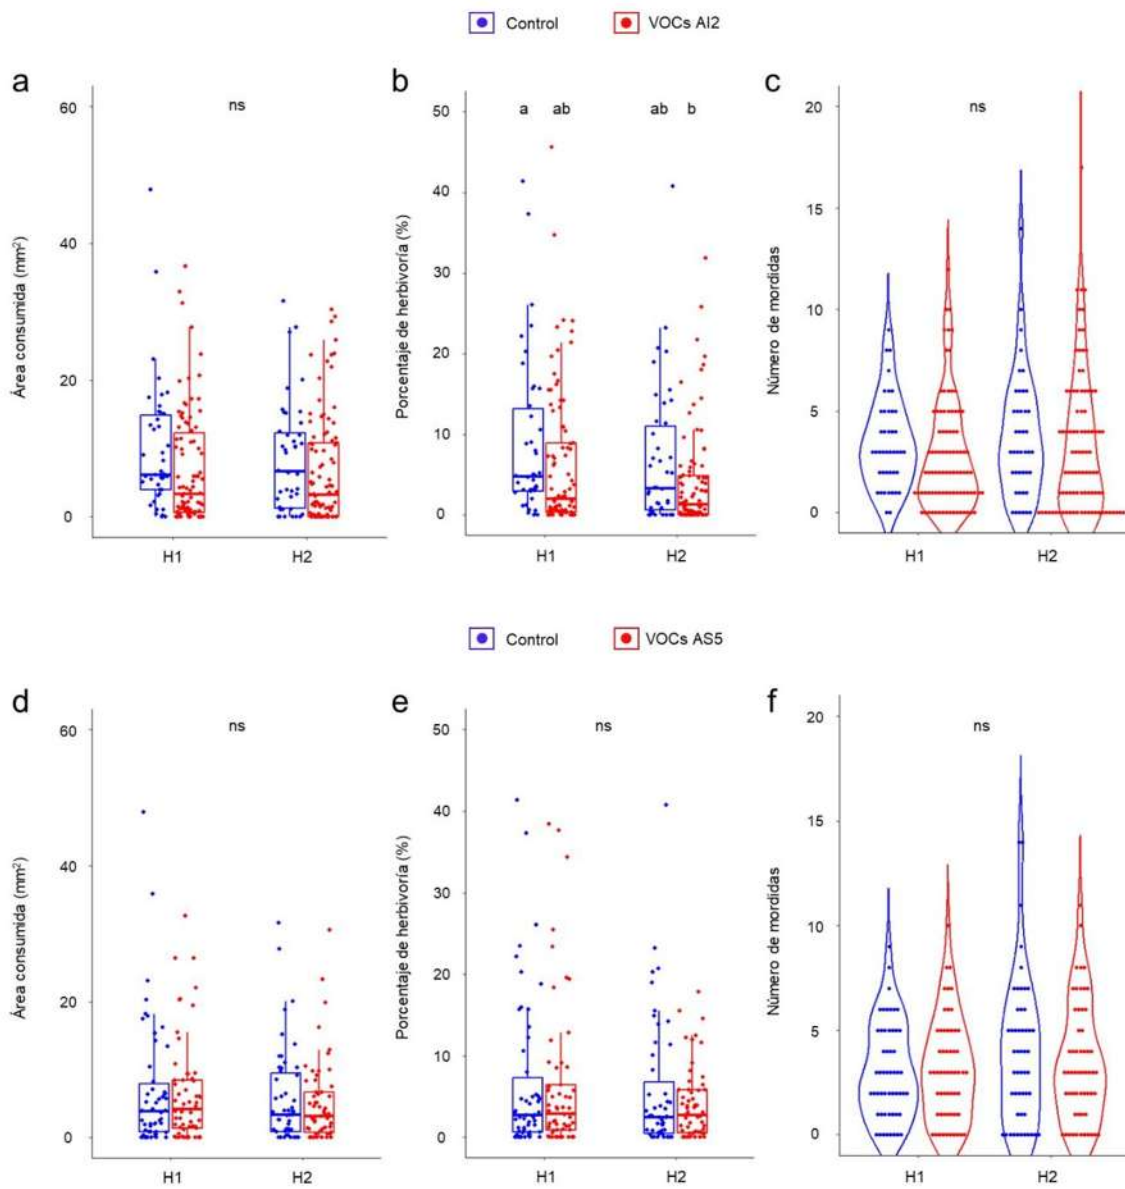 Control VOCs AI2
a
60
40
20
0
Área consumida (mm²)
ns
H1 H2
b
50
40
30
20
10
0
Porcentaje de herbivoría (%)
a ab ab b
H1 H2
c
20
15
10
5
0
Número de mordidas
ns
H1 H2
Control VOCs AS5
d
60
40
20
0
Área consumida (mm²)
ns
H1 H2
e
50
40
30
20
10
0
Porcentaje de herbivoría (%)
ns
H1 H2
f
20
15
10
5
0
Número de mordidas
ns
H1 H2